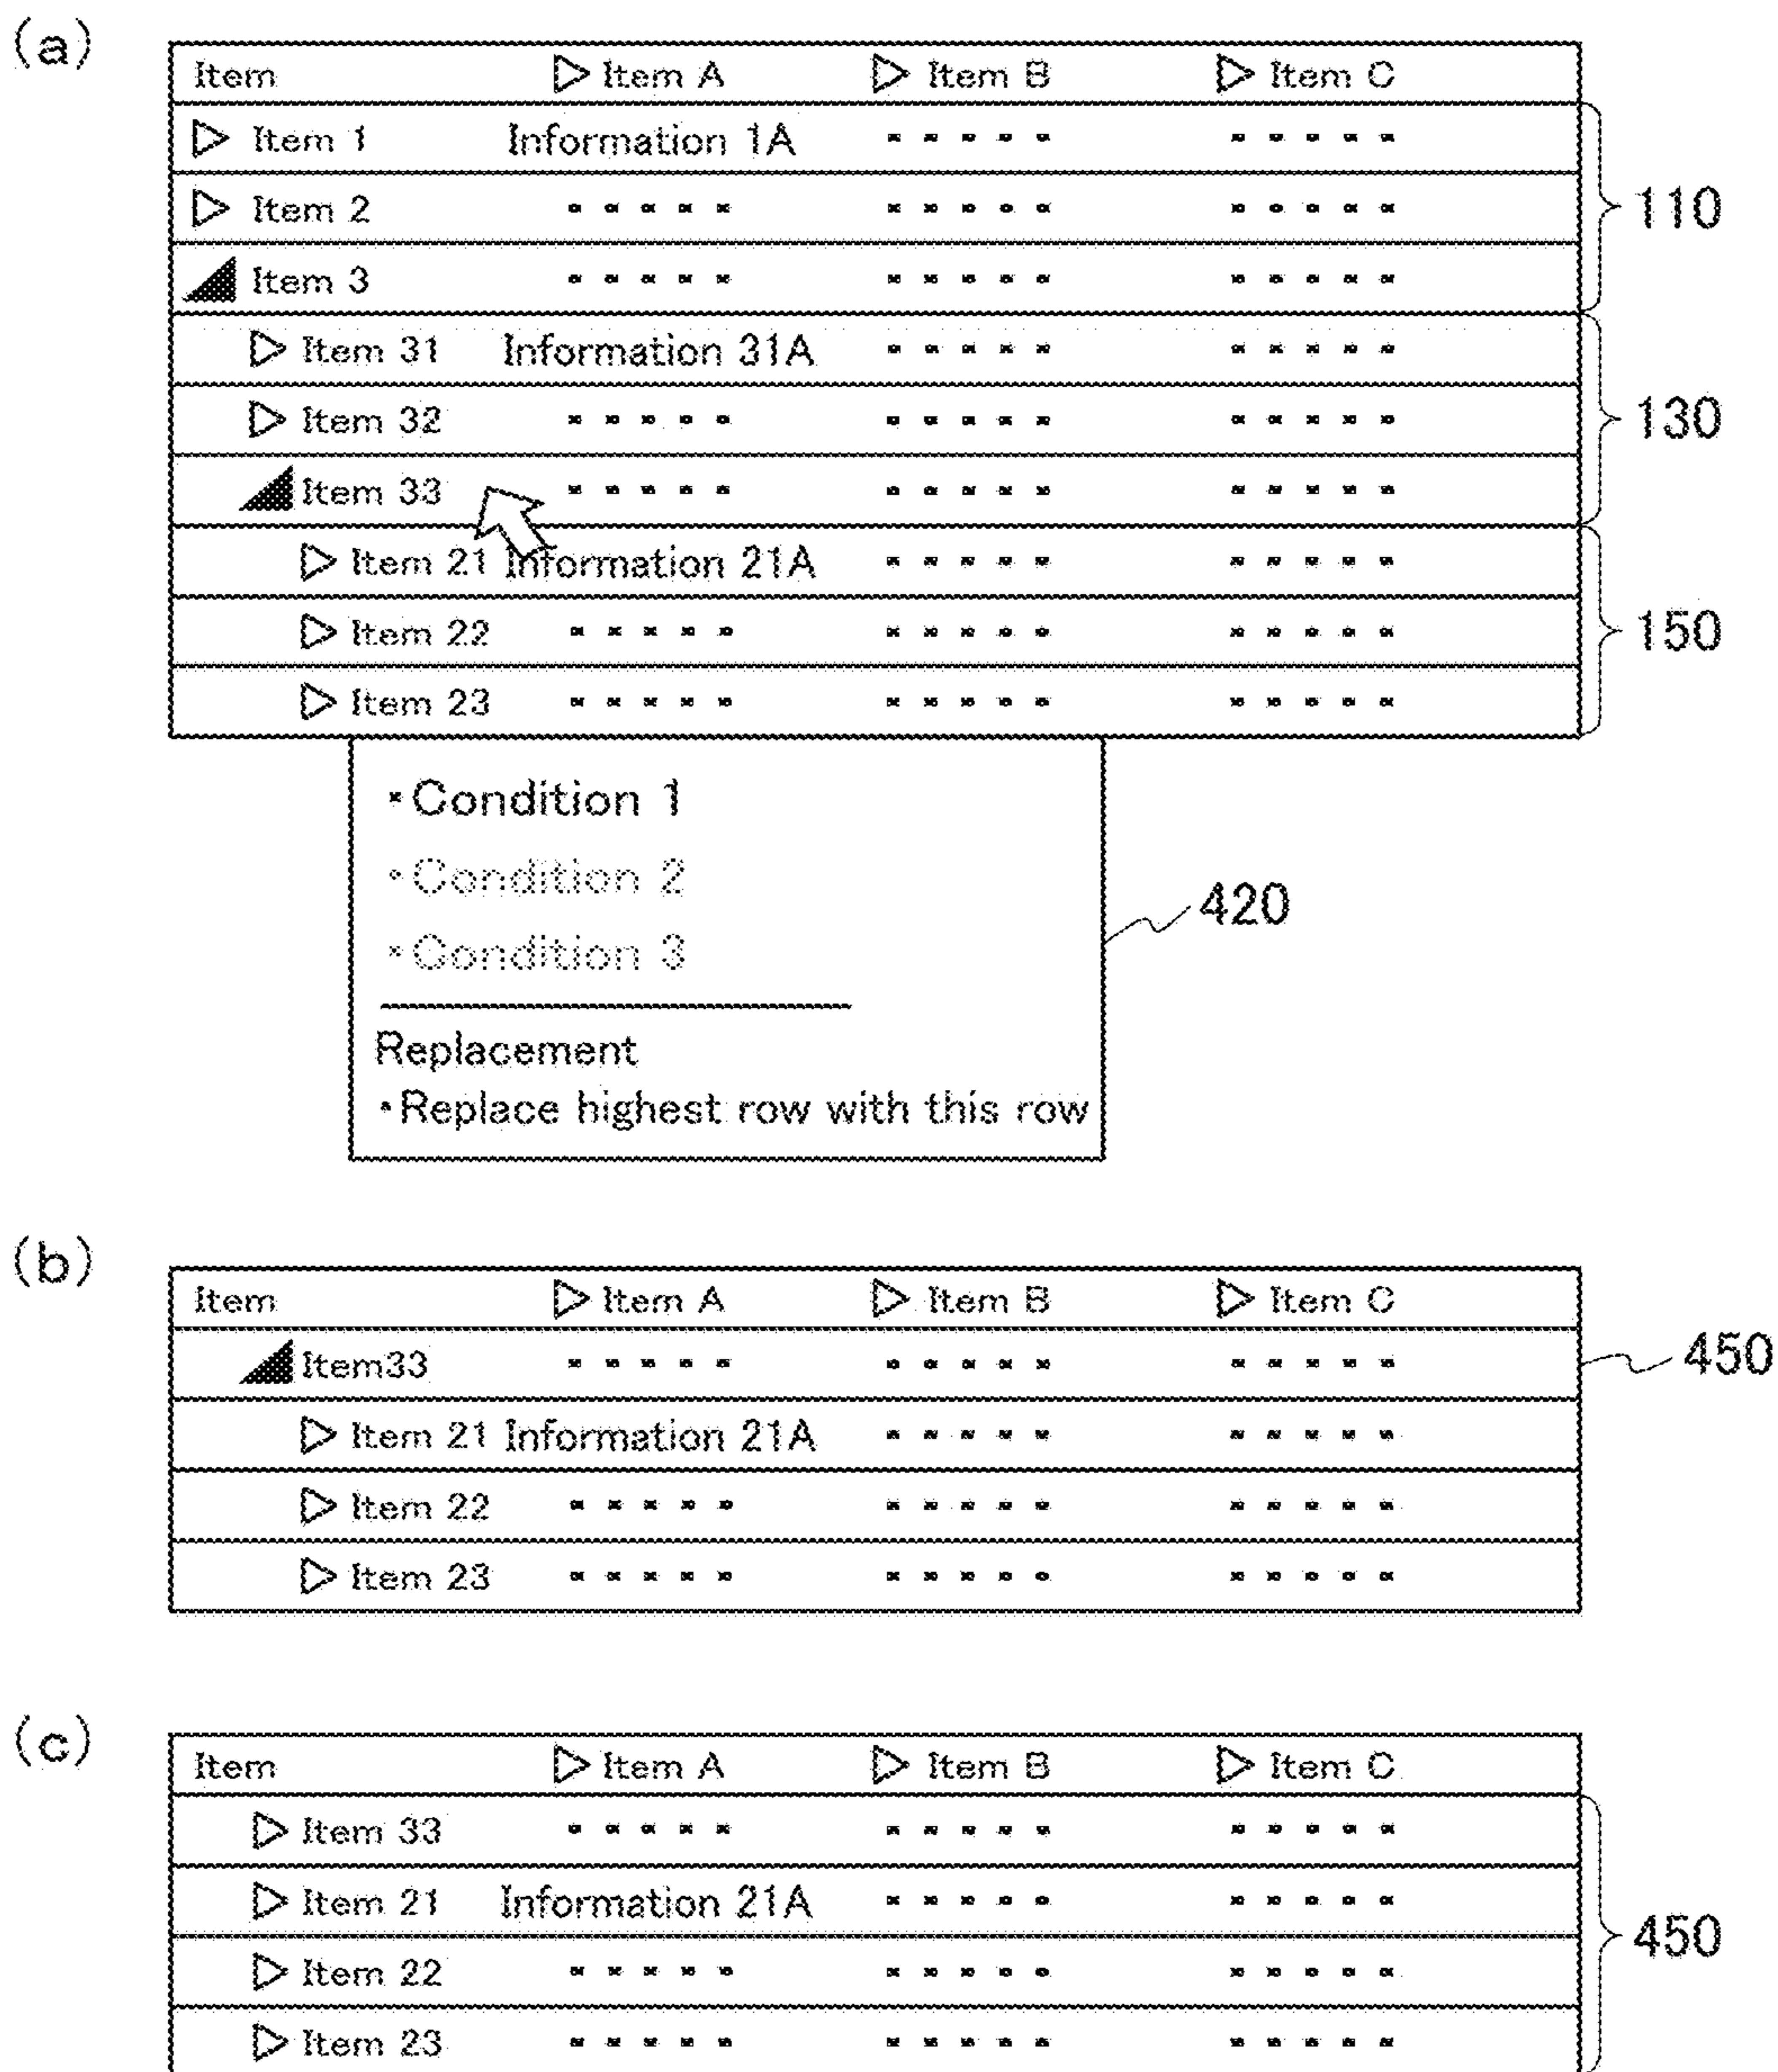 (a)
Item Item A Item B Item C
Item 1 Information 1A ・・・・・ ・・・・・
Item 2 ・・・・・ ・・・・・ ・・・・・
Item 3 ・・・・・ ・・・・・ ・・・・・
110
Item 31 Information 31A ・・・・・ ・・・・・
Item 32 ・・・・・ ・・・・・ ・・・・・
Item 33 ・・・・・ ・・・・・ ・・・・・
130
Item 21 Information 21A ・・・・・ ・・・・・
Item 22 ・・・・・ ・・・・・ ・・・・・
Item 23 ・・・・・ ・・・・・ ・・・・・
150
・Condition 1
・Condition 2
・Condition 3
420
Replacement
・Replace highest row with this row
(b)
Item Item A Item B Item C
Item33 ・・・・・ ・・・・・ ・・・・・
450
Item 21 Information 21A ・・・・・ ・・・・・
Item 22 ・・・・・ ・・・・・ ・・・・・
Item 23 ・・・・・ ・・・・・ ・・・・・
(c)
Item Item A Item B Item C
Item 33 ・・・・・ ・・・・・ ・・・・・
Item 21 Information 21A ・・・・・ ・・・・・
Item 22 ・・・・・ ・・・・・ ・・・・・
Item 23 ・・・・・ ・・・・・ ・・・・・
450